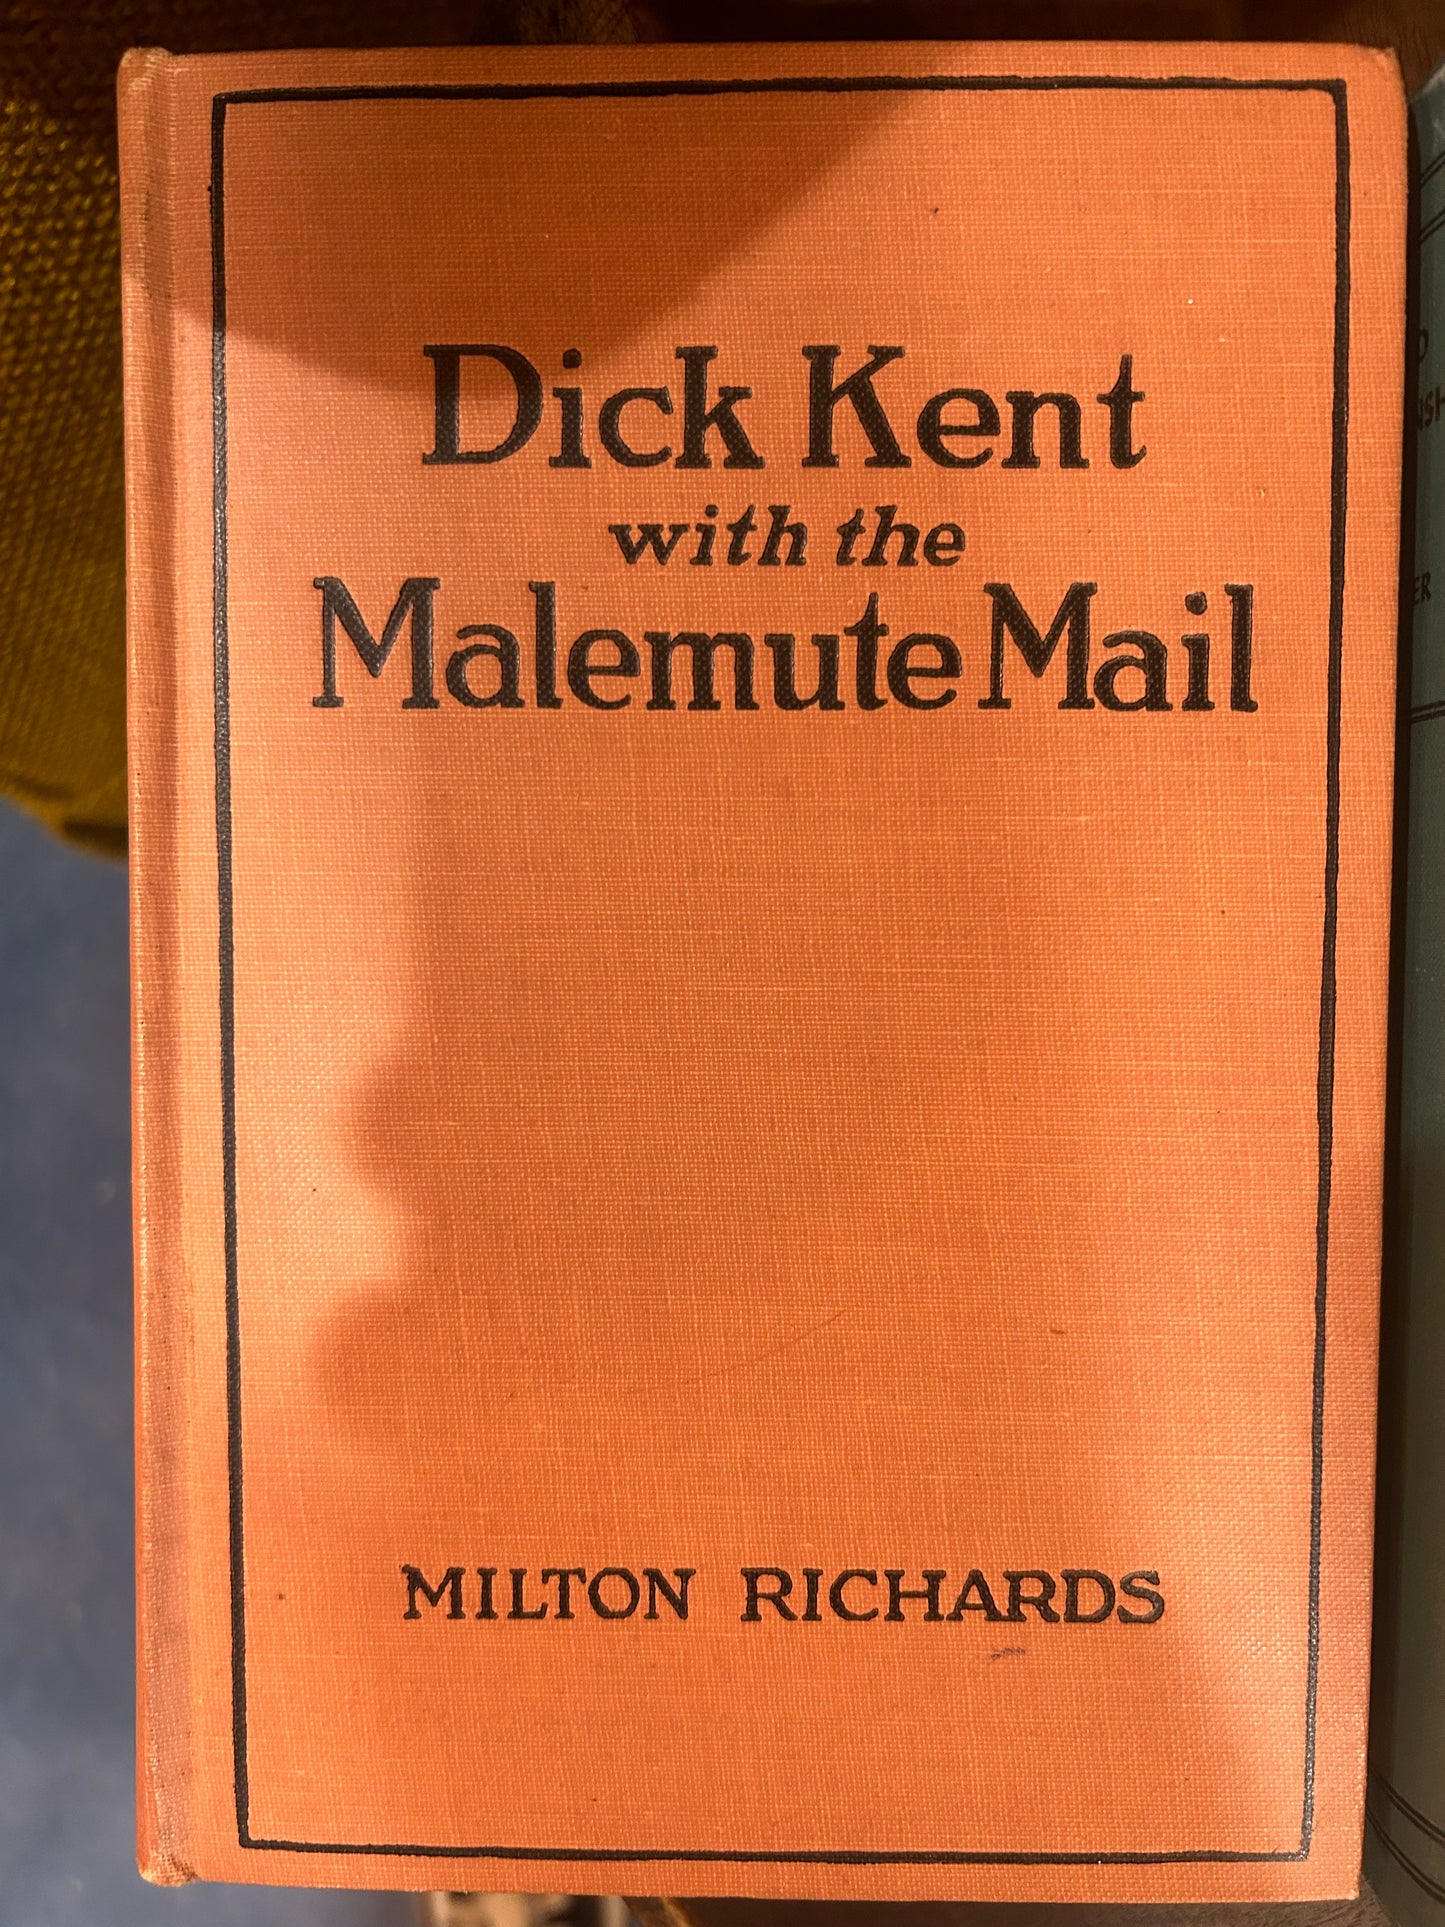 Dick Kent
with the
Malemute Mail
MILTON RICHARDS